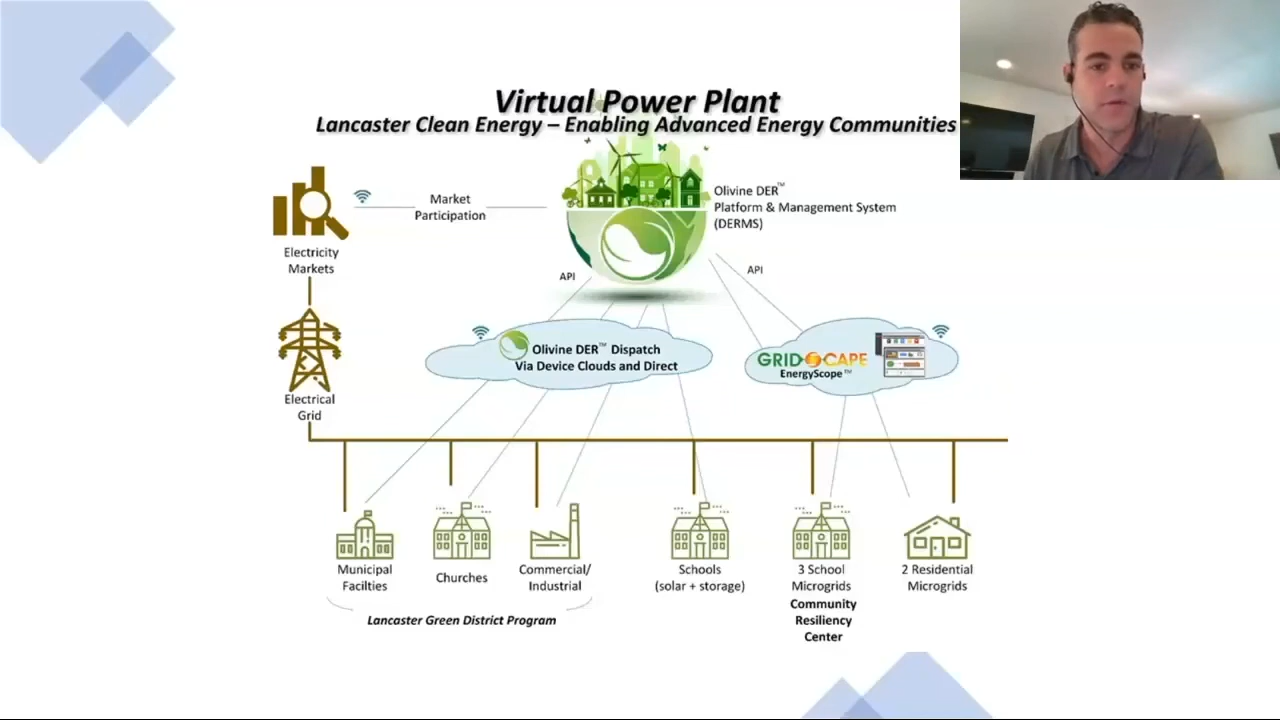 Virtual Power Plant
Lancaster Clean Energy – Enabling Advanced Energy Communities
Market
Participation
Olivine DER™
Platform & Management System
(DERMS)
Electricity
Markets
API
API
Olivine DER™ Dispatch
Via Device Clouds and Direct
GRIDSCAPE
EnergyScope™
Electrical
Grid
Municipal
Facilties
Churches
Commercial/
Industrial
Schools
(solar + storage)
3 School
Microgrids
Community
Resiliency
Center
2 Residential
Microgrids
Lancaster Green District Program